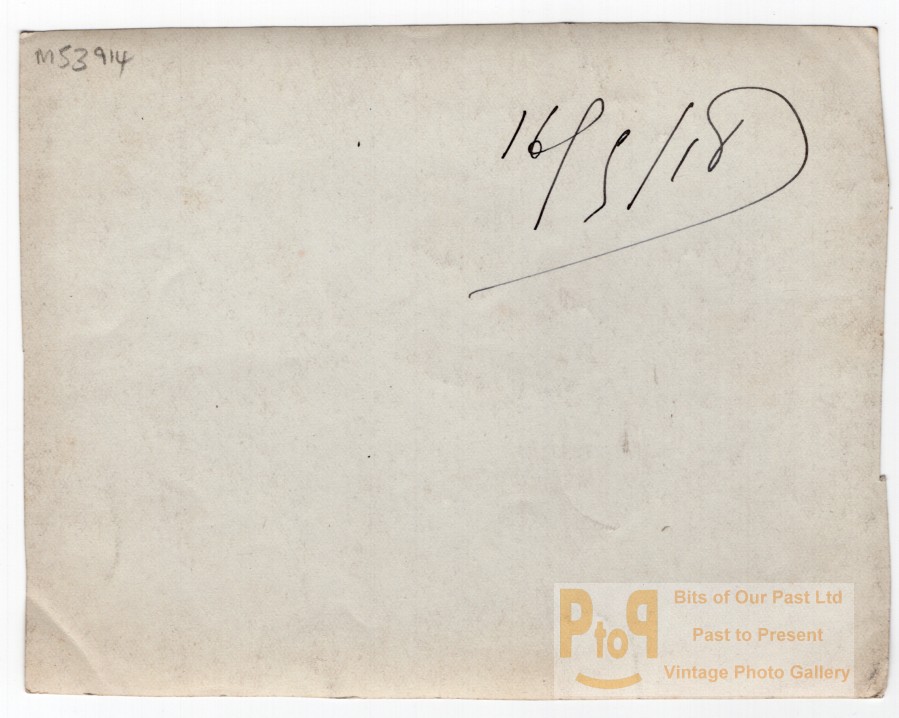 M53914
16/5/18
PtoP
Bits of Our Past Ltd
Past to Present
Vintage Photo Gallery